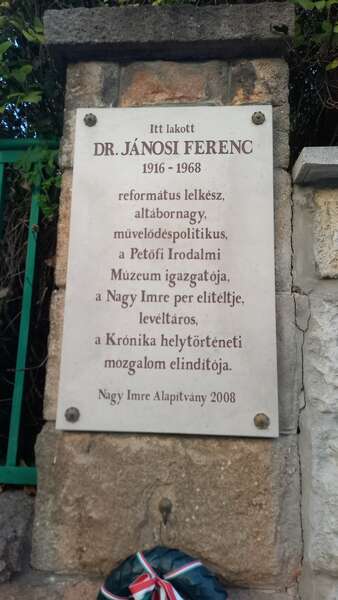 Itt lakott
DR. JÁNOSI FERENC
1916 - 1968
református lelkész,
altábornagy,
művelődéspolitikus,
a Petőfi Irodalmi
Múzeum igazgatója,
a Nagy Imre per elítéltje,
levéltáros,
a Krónika helytörténeti
mozgalom elindítója.
Nagy Imre Alapítvány 2008